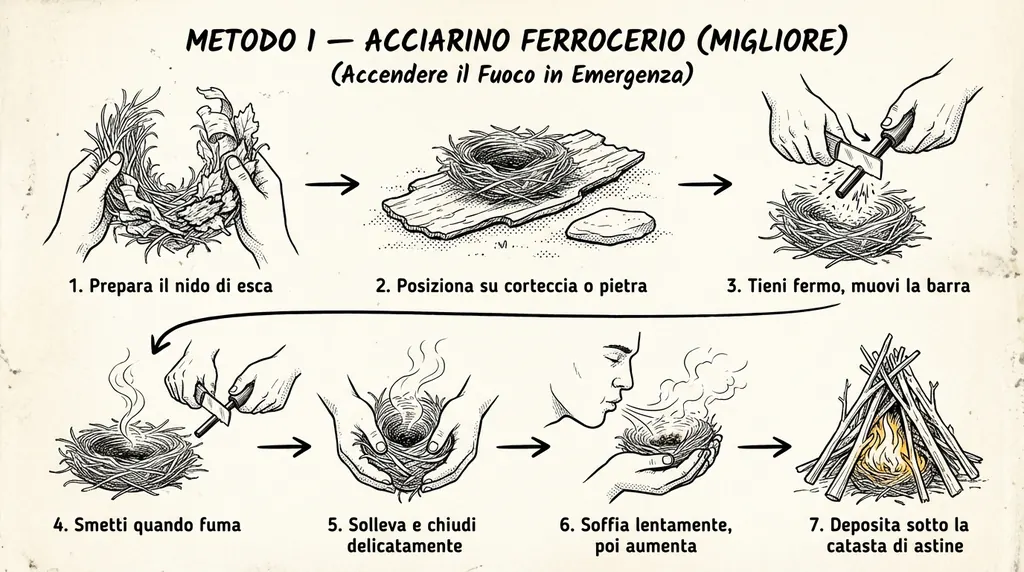 METODO 1 — ACCIARINO FERROCERIO (MIGLIORE)
(Accendere il Fuoco in Emergenza)
1. Prepara il nido di esca
2. Posiziona su corteccia o pietra
3. Tieni fermo, muovi la barra
4. Smetti quando fuma
5. Solleva e chiudi
delicatamente
6. Soffia lentamente,
poi aumenta
7. Deposita sotto la
catasta di astine